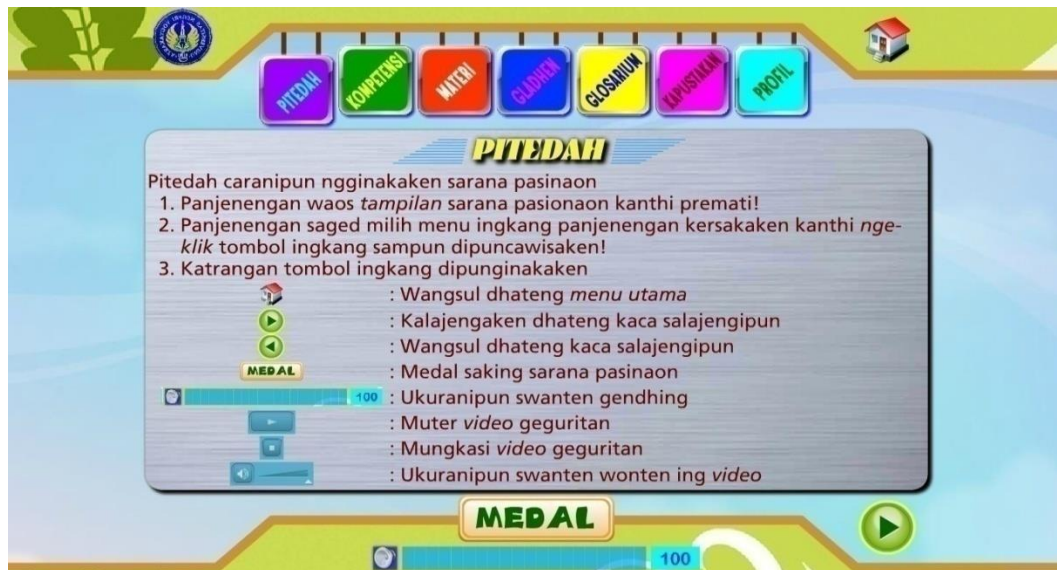 PITEDAH
KOMPETENSI
MATERI
GLADHEN
GLOSARIUM
KAPUSTAKAN
PROFIL
PITEDAH
Pitedah caranipun ngginakaken sarana pasinaon
1. Panjenengan waos tampilan sarana pasionaon kanthi premati!
2. Panjenengan saged milih menu ingkang panjenengan kersakaken kanthi nge-
klik tombol ingkang sampun dipuncawisaken!
3. Katrangan tombol ingkang dipunginakaken
: Wangsul dhateng menu utama
: Kalajengaken dhateng kaca salajengipun
: Wangsul dhateng kaca salajengipun
MEDAL : Medal saking sarana pasinaon
100 : Ukuranipun swanten gendhing
: Muter video geguritan
: Mungkasi video geguritan
: Ukuranipun swanten wonten ing video
MEDAL
100